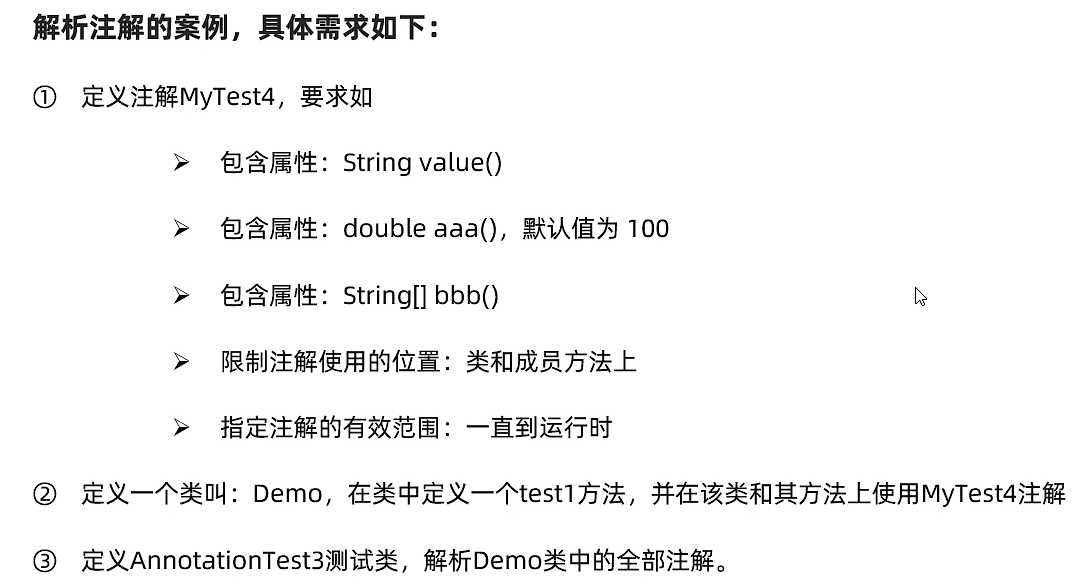 解析注解的案例，具体需求如下：
① 定义注解MyTest4，要求如
➢ 包含属性：String value()
➢ 包含属性：double aaa()，默认值为 100
➢ 包含属性：String[] bbb()
➢ 限制注解使用的位置：类和成员方法上
➢ 指定注解的有效范围：一直到运行时
② 定义一个类叫：Demo，在类中定义一个test1方法，并在该类和其方法上使用MyTest4注解
③ 定义AnnotationTest3测试类，解析Demo类中的全部注解。